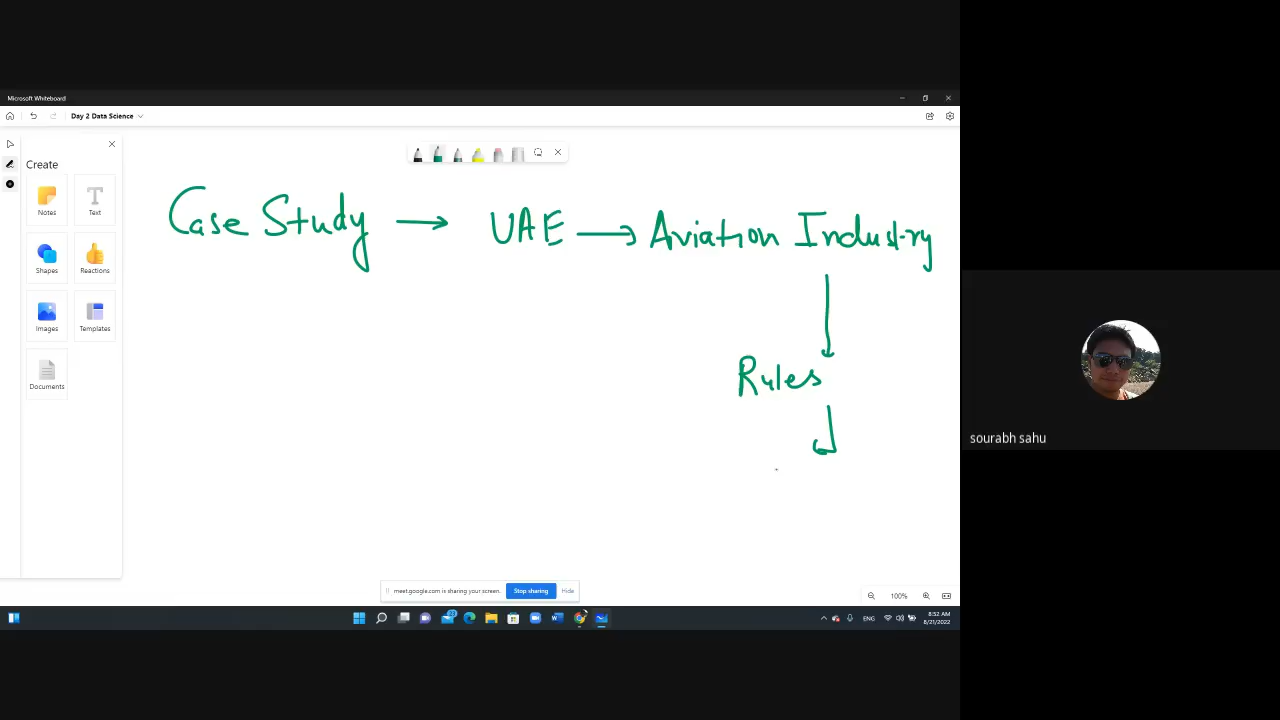 Microsoft Whiteboard
Day 2 Data Science
Create
Notes
Text
Shapes
Reactions
Images
Templates
Documents
Case Study → UAE → Aviation Industry
Rules
meet.google.com is sharing your screen.
Stop sharing
Hide
100%
23
ENG
8:52 AM
8/21/2022
sourabh sahu